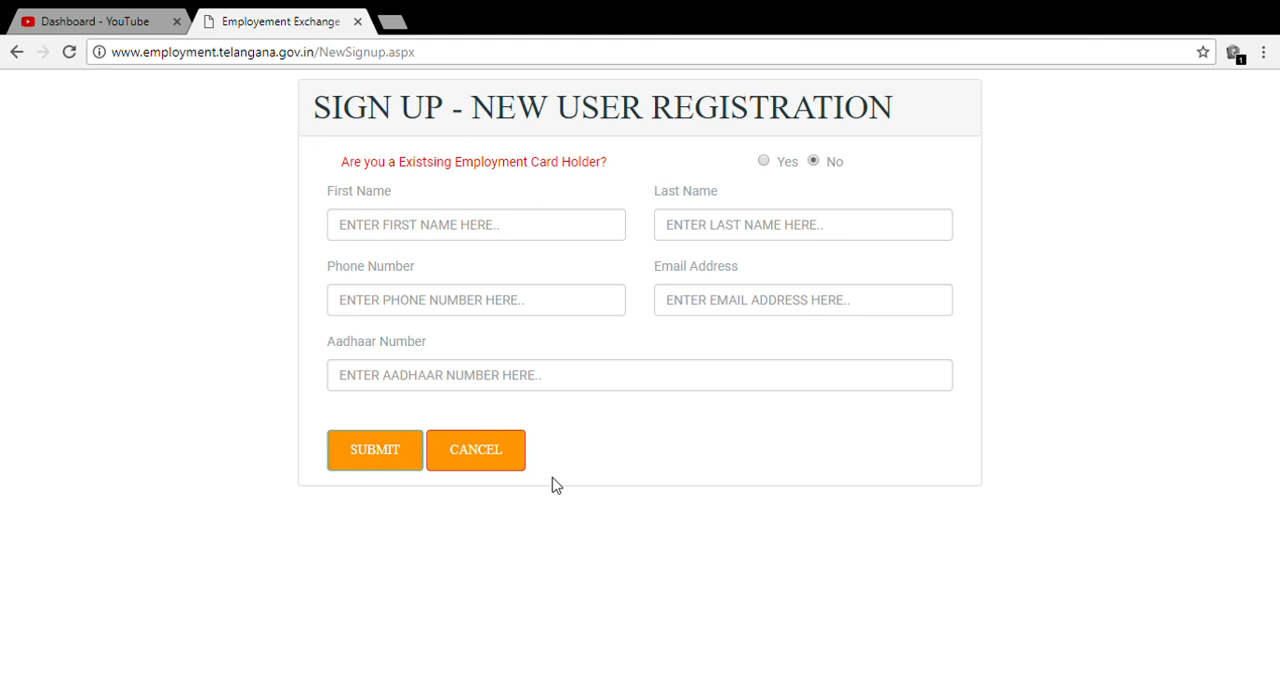 Dashboard - YouTube
Employement Exchange
www.employment.telangana.gov.in/NewSignup.aspx
1
SIGN UP - NEW USER REGISTRATION
Are you a Existsing Employment Card Holder? Yes No
First Name Last Name
ENTER FIRST NAME HERE.. ENTER LAST NAME HERE..
Phone Number Email Address
ENTER PHONE NUMBER HERE.. ENTER EMAIL ADDRESS HERE..
Aadhaar Number
ENTER AADHAAR NUMBER HERE..
SUBMIT CANCEL